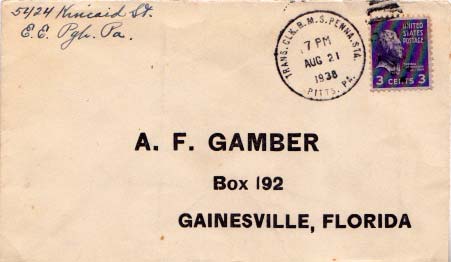 5424 Kincaid St.
E.E. Pgh. Pa.
TRANS. CLK. R.M.S. PENNA. STA.
7 PM
AUG 21
1938
PITTS. PA.
UNITED
STATES
POSTAGE
3 CENTS 3
A. F. GAMBER
Box 192
GAINESVILLE, FLORIDA